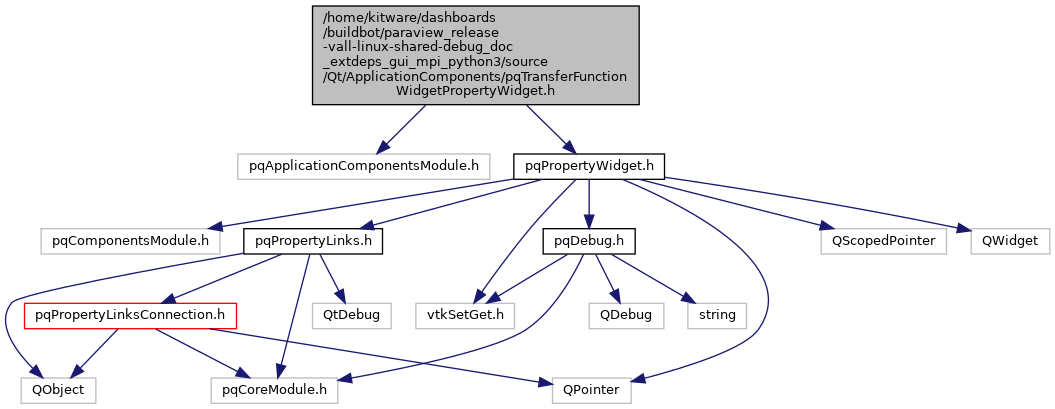 /home/kitware/dashboards
/buildbot/paraview_release
-vall-linux-shared-debug_doc
_extdeps_gui_mpi_python3/source
/Qt/ApplicationComponents/pqTransferFunction
WidgetPropertyWidget.h
pqApplicationComponentsModule.h
pqPropertyWidget.h
pqComponentsModule.h
pqPropertyLinks.h
pqDebug.h
QScopedPointer
QWidget
pqPropertyLinksConnection.h
QtDebug
vtkSetGet.h
QDebug
string
QObject
pqCoreModule.h
QPointer